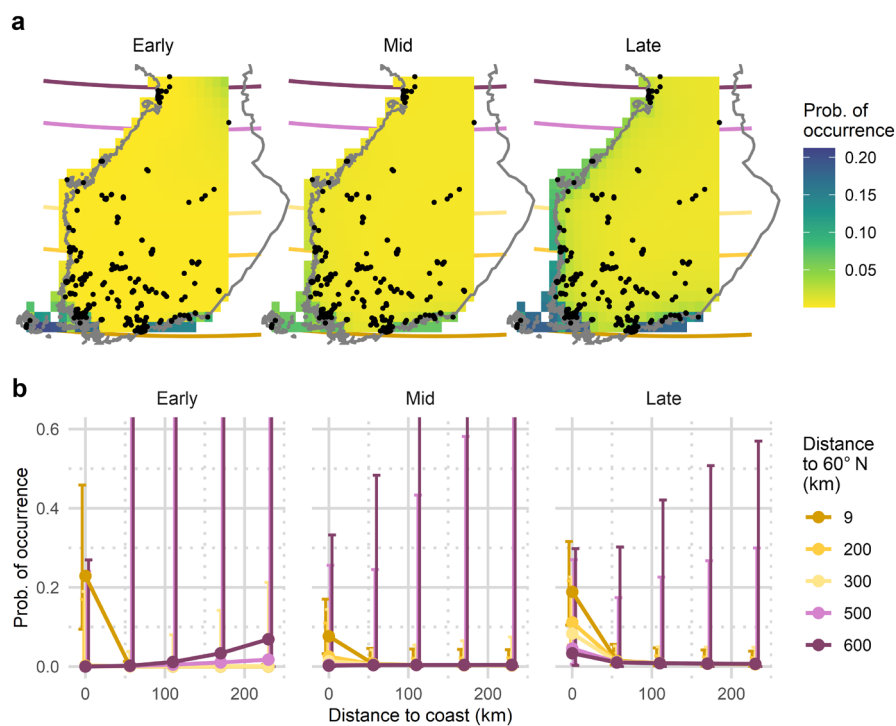 a
Early
Mid
Late
Prob. of
occurrence
0.20
0.15
0.10
0.05
b
Early
Mid
Late
Prob. of occurrence
0.6
0.4
0.2
0.0
0
100
200
0
100
200
0
100
200
Distance to coast (km)
Distance
to 60° N
(km)
9
200
300
500
600